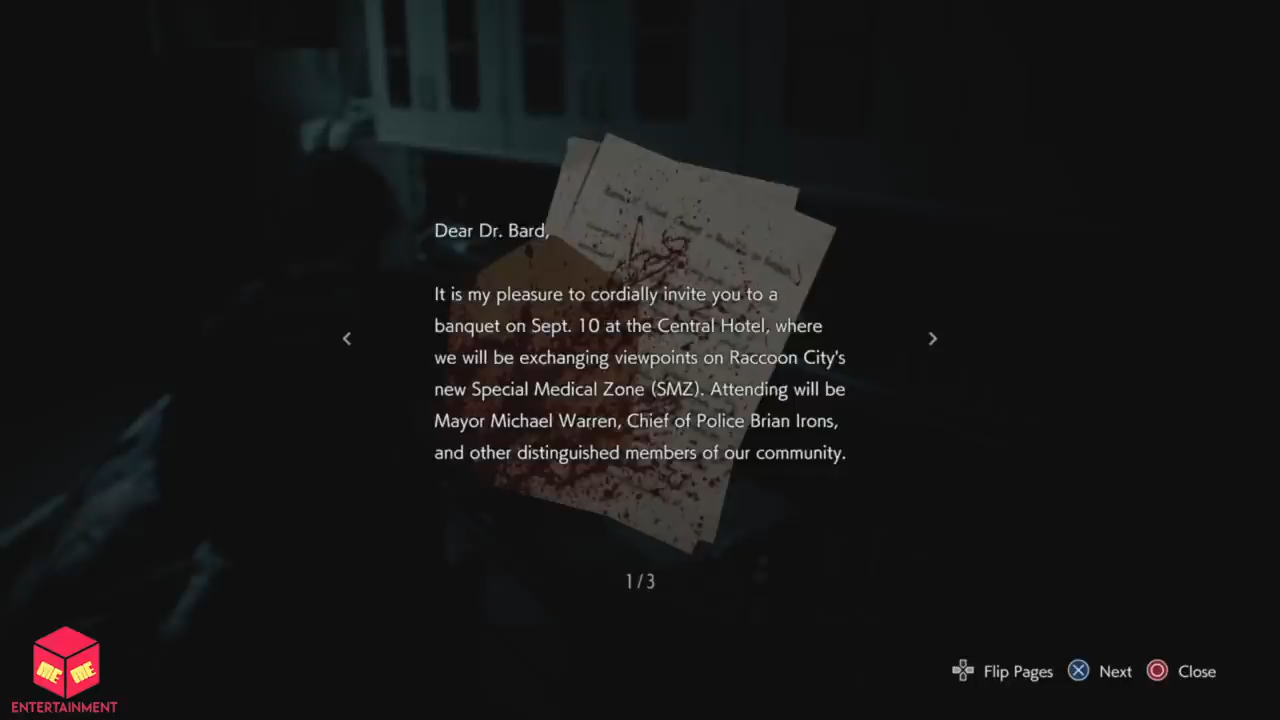 Dear Dr. Bard,
It is my pleasure to cordially invite you to a
banquet on Sept. 10 at the Central Hotel, where
we will be exchanging viewpoints on Raccoon City's
new Special Medical Zone (SMZ). Attending will be
Mayor Michael Warren, Chief of Police Brian Irons,
and other distinguished members of our community.
1/3
Flip Pages Next Close
ME ME
ENTERTAINMENT